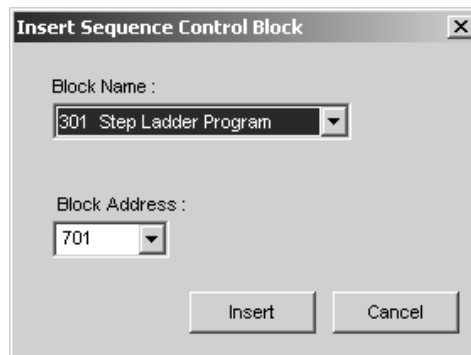 Insert Sequence Control Block
Block Name :
301 Step Ladder Program
Block Address :
701
Insert Cancel